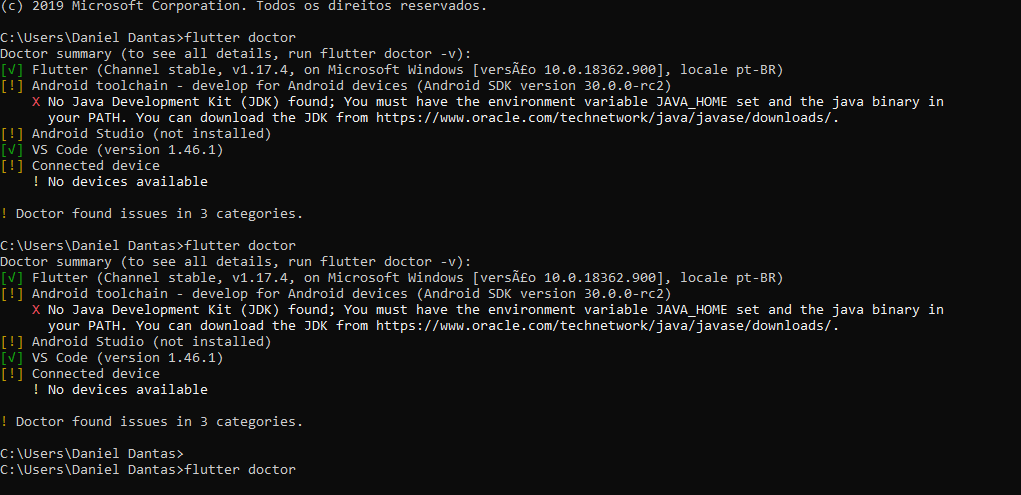 (c) 2019 Microsoft Corporation. Todos os direitos reservados.
C:\Users\Daniel Dantas>flutter doctor
Doctor summary (to see all details, run flutter doctor -v):
[√] Flutter (Channel stable, v1.17.4, on Microsoft Windows [versÃ£o 10.0.18362.900], locale pt-BR)
[!] Android toolchain - develop for Android devices (Android SDK version 30.0.0-rc2)
X No Java Development Kit (JDK) found; You must have the environment variable JAVA_HOME set and the java binary in
your PATH. You can download the JDK from https://www.oracle.com/technetwork/java/javase/downloads/.
[!] Android Studio (not installed)
[√] VS Code (version 1.46.1)
[!] Connected device
! No devices available
! Doctor found issues in 3 categories.
C:\Users\Daniel Dantas>flutter doctor
Doctor summary (to see all details, run flutter doctor -v):
[√] Flutter (Channel stable, v1.17.4, on Microsoft Windows [versÃ£o 10.0.18362.900], locale pt-BR)
[!] Android toolchain - develop for Android devices (Android SDK version 30.0.0-rc2)
X No Java Development Kit (JDK) found; You must have the environment variable JAVA_HOME set and the java binary in
your PATH. You can download the JDK from https://www.oracle.com/technetwork/java/javase/downloads/.
[!] Android Studio (not installed)
[√] VS Code (version 1.46.1)
[!] Connected device
! No devices available
! Doctor found issues in 3 categories.
C:\Users\Daniel Dantas>
C:\Users\Daniel Dantas>flutter doctor